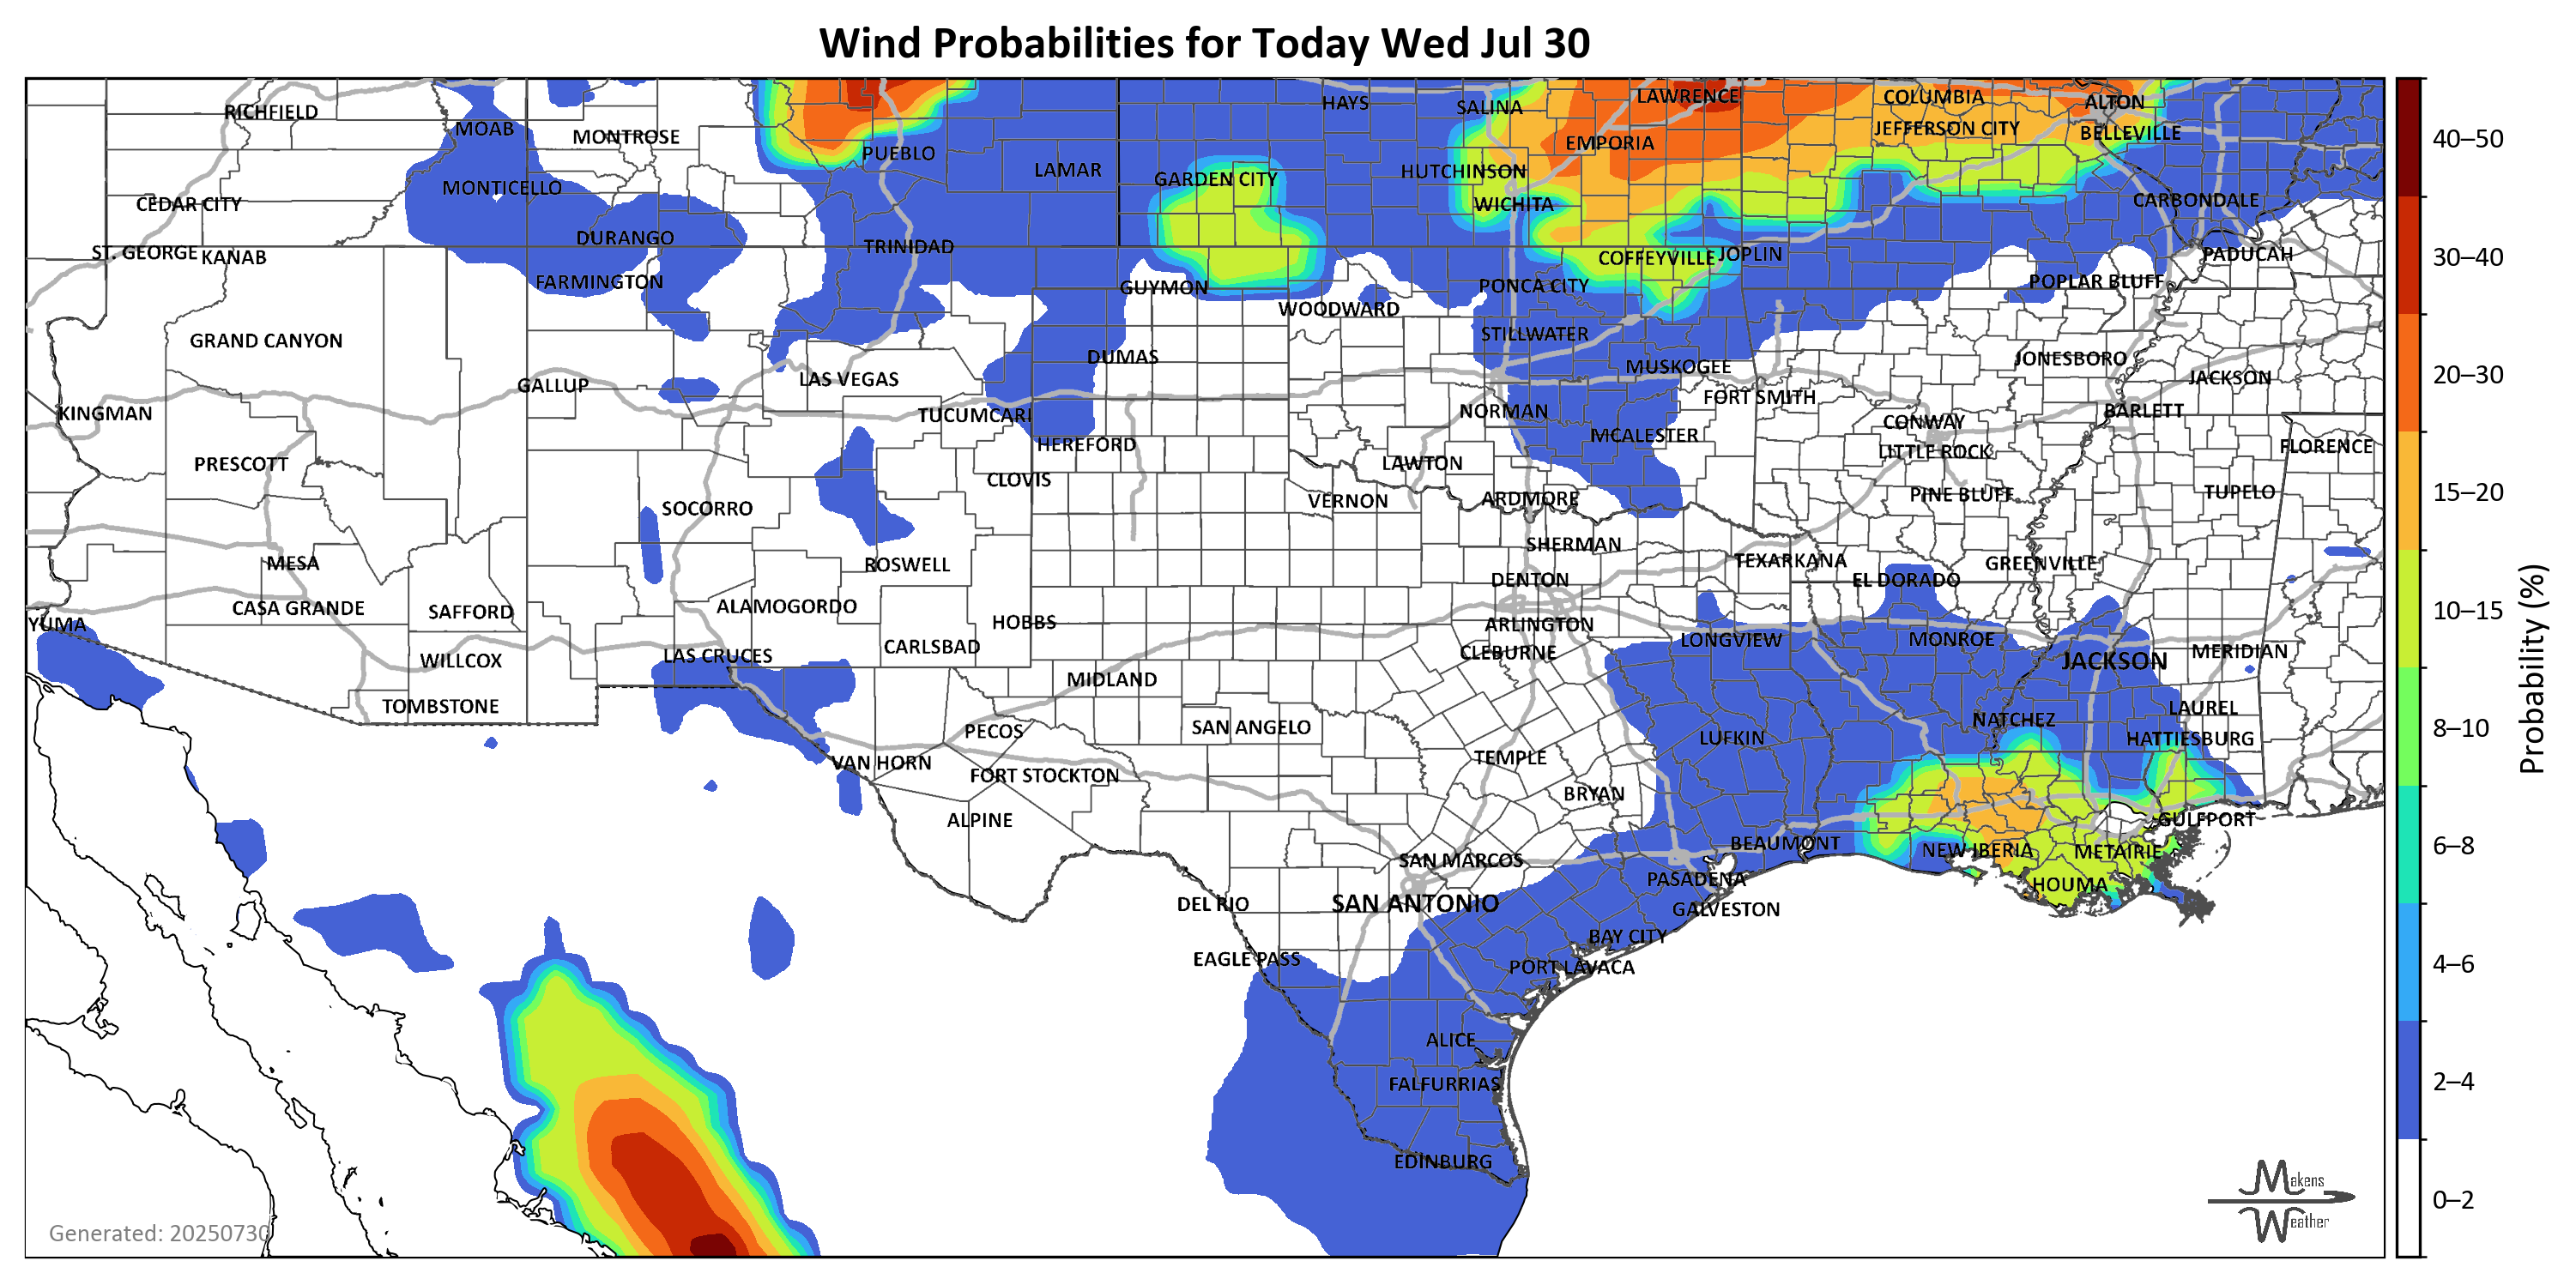 Wind Probabilities for Today Wed Jul 30
RICHFIELD
MOAB
MONTROSE
PUEBLO
LAMAR
HAYS
SALINA
LAWRENCE
COLUMBIA
ALTON
EMPORIA
JEFFERSON CITY
BELLEVILLE
MONTICELLO
CEDAR CITY
GARDEN CITY
HUTCHINSON
WICHITA
CARBONDALE
DURANGO
TRINIDAD
ST. GEORGE
KANAB
COFFEYVILLE
JOPLIN
PADUCAH
FARMINGTON
GUYMON
PONCA CITY
POPLAR BLUFF
WOODWARD
GRAND CANYON
STILLWATER
DUMAS
MUSKOGEE
JONESBORO
GALLUP
LAS VEGAS
JACKSON
KINGMAN
TUCUMCARI
NORMAN
FORT SMITH
BARLETT
CONWAY
HEREFORD
MCALESTER
LITTLE ROCK
FLORENCE
PRESCOTT
LAWTON
CLOVIS
SOCORRO
VERNON
ARDMORE
PINE BLUFF
TUPELO
MESA
ROSWELL
SHERMAN
TEXARKANA
GREENVILLE
DENTON
EL DORADO
CASA GRANDE
SAFFORD
ALAMOGORDO
HOBBS
YUMA
ARLINGTON
LONGVIEW
MONROE
CARLSBAD
CLEBURNE
JACKSON
MERIDIAN
WILLCOX
LAS CRUCES
MIDLAND
TOMBSTONE
LAUREL
PECOS
SAN ANGELO
NATCHEZ
LUFKIN
HATTIESBURG
TEMPLE
VAN HORN
FORT STOCKTON
BRYAN
ALPINE
GULFPORT
BEAUMONT
NEW IBERIA
METAIRIE
SAN MARCOS
PASADENA
HOUMA
DEL RIO
SAN ANTONIO
GALVESTON
BAY CITY
EAGLE PASS
PORT LAVACA
ALICE
FALFURRIAS
EDINBURG
Generated: 20250730
Makens
Weather
40–50
30–40
20–30
15–20
10–15
8–10
6–8
4–6
2–4
0–2
Probability (%)